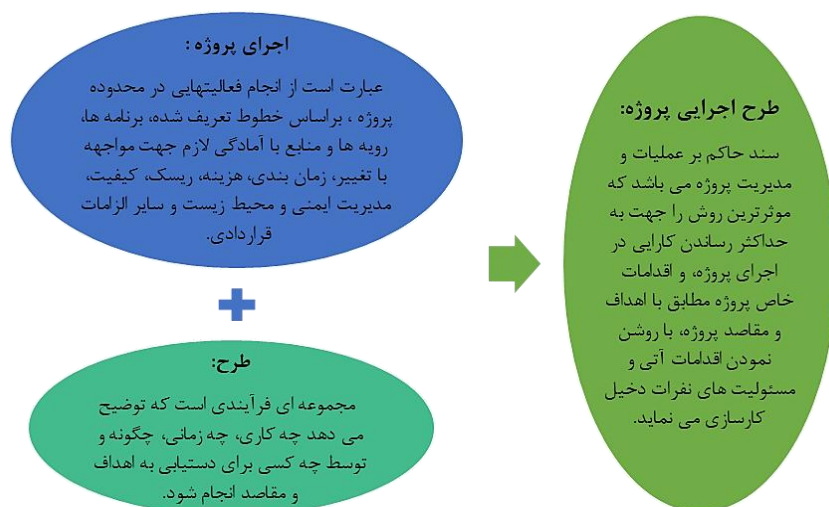 اجرای پروژه :
عبارت است از انجام فعالیتهایی در محدوده
پروژه ، براساس خطوط تعریف شده، برنامه ها،
رویه ها و منابع با آمادگی لازم جهت مواجهه
با تغییر، زمان بندی، هزینه، ریسک، کیفیت،
مدیریت ایمنی و محیط زیست و سایر الزامات
قراردادی.
طرح:
مجموعه ای فرآیندی است که توضیح
می دهد چه کاری، چه زمانی، چگونه و
توسط چه کسی برای دستیابی به اهداف
و مقاصد انجام شود.
طرح اجرایی پروژه:
سند حاکم بر عملیات و
مدیریت پروژه می باشد که
موثرترین روش را جهت به
حداکثر رساندن کارایی در
اجرای پروژه، و اقدامات
خاص پروژه مطابق با اهداف
و مقاصد پروژه، با روشن
نمودن اقدامات آتی و
مسئولیت های نفرات دخیل
کارسازی می نماید.